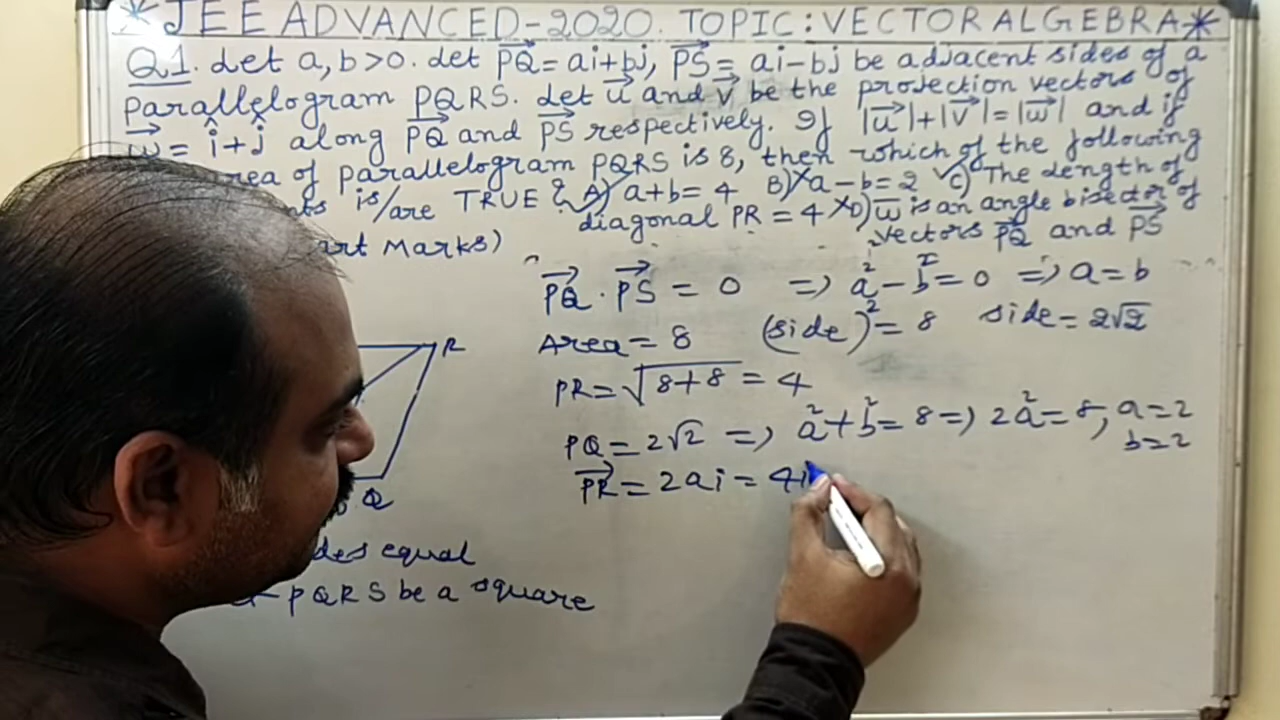 *JEE ADVANCED-2020. TOPIC: VECTOR ALGEBRA*
Q1. Let a, b>0. Let PQ⃗ = ai+bj, PS⃗ = ai-bj be adjacent sides of a
parallelogram PQRS. Let u⃗ and v⃗ be the projection vectors of
w⃗ = î+ĵ along PQ⃗ and PS⃗ respectively. If |u⃗|+|v⃗|=|w⃗| and if
rea of parallelogram PQRS is 8, then which of the following
nts is/are TRUE? A) a+b=4 B) a-b=2 C) The Length of
diagonal PR = 4 D) w̅ is an angle bisector of
art Marks) vectors PQ⃗ and PS⃗
PQ⃗ . PS⃗ = 0 => a²-b²=0 => a=b
Area = 8 (side)² = 8 side = 2√2
R
PR = √8+8 = 4
PQ = 2√2 => a²+b²=8 => 2a²=8, a=2
b=2
PR⃗ = 2ai = 4i
Q
des equal
PQRS be a square